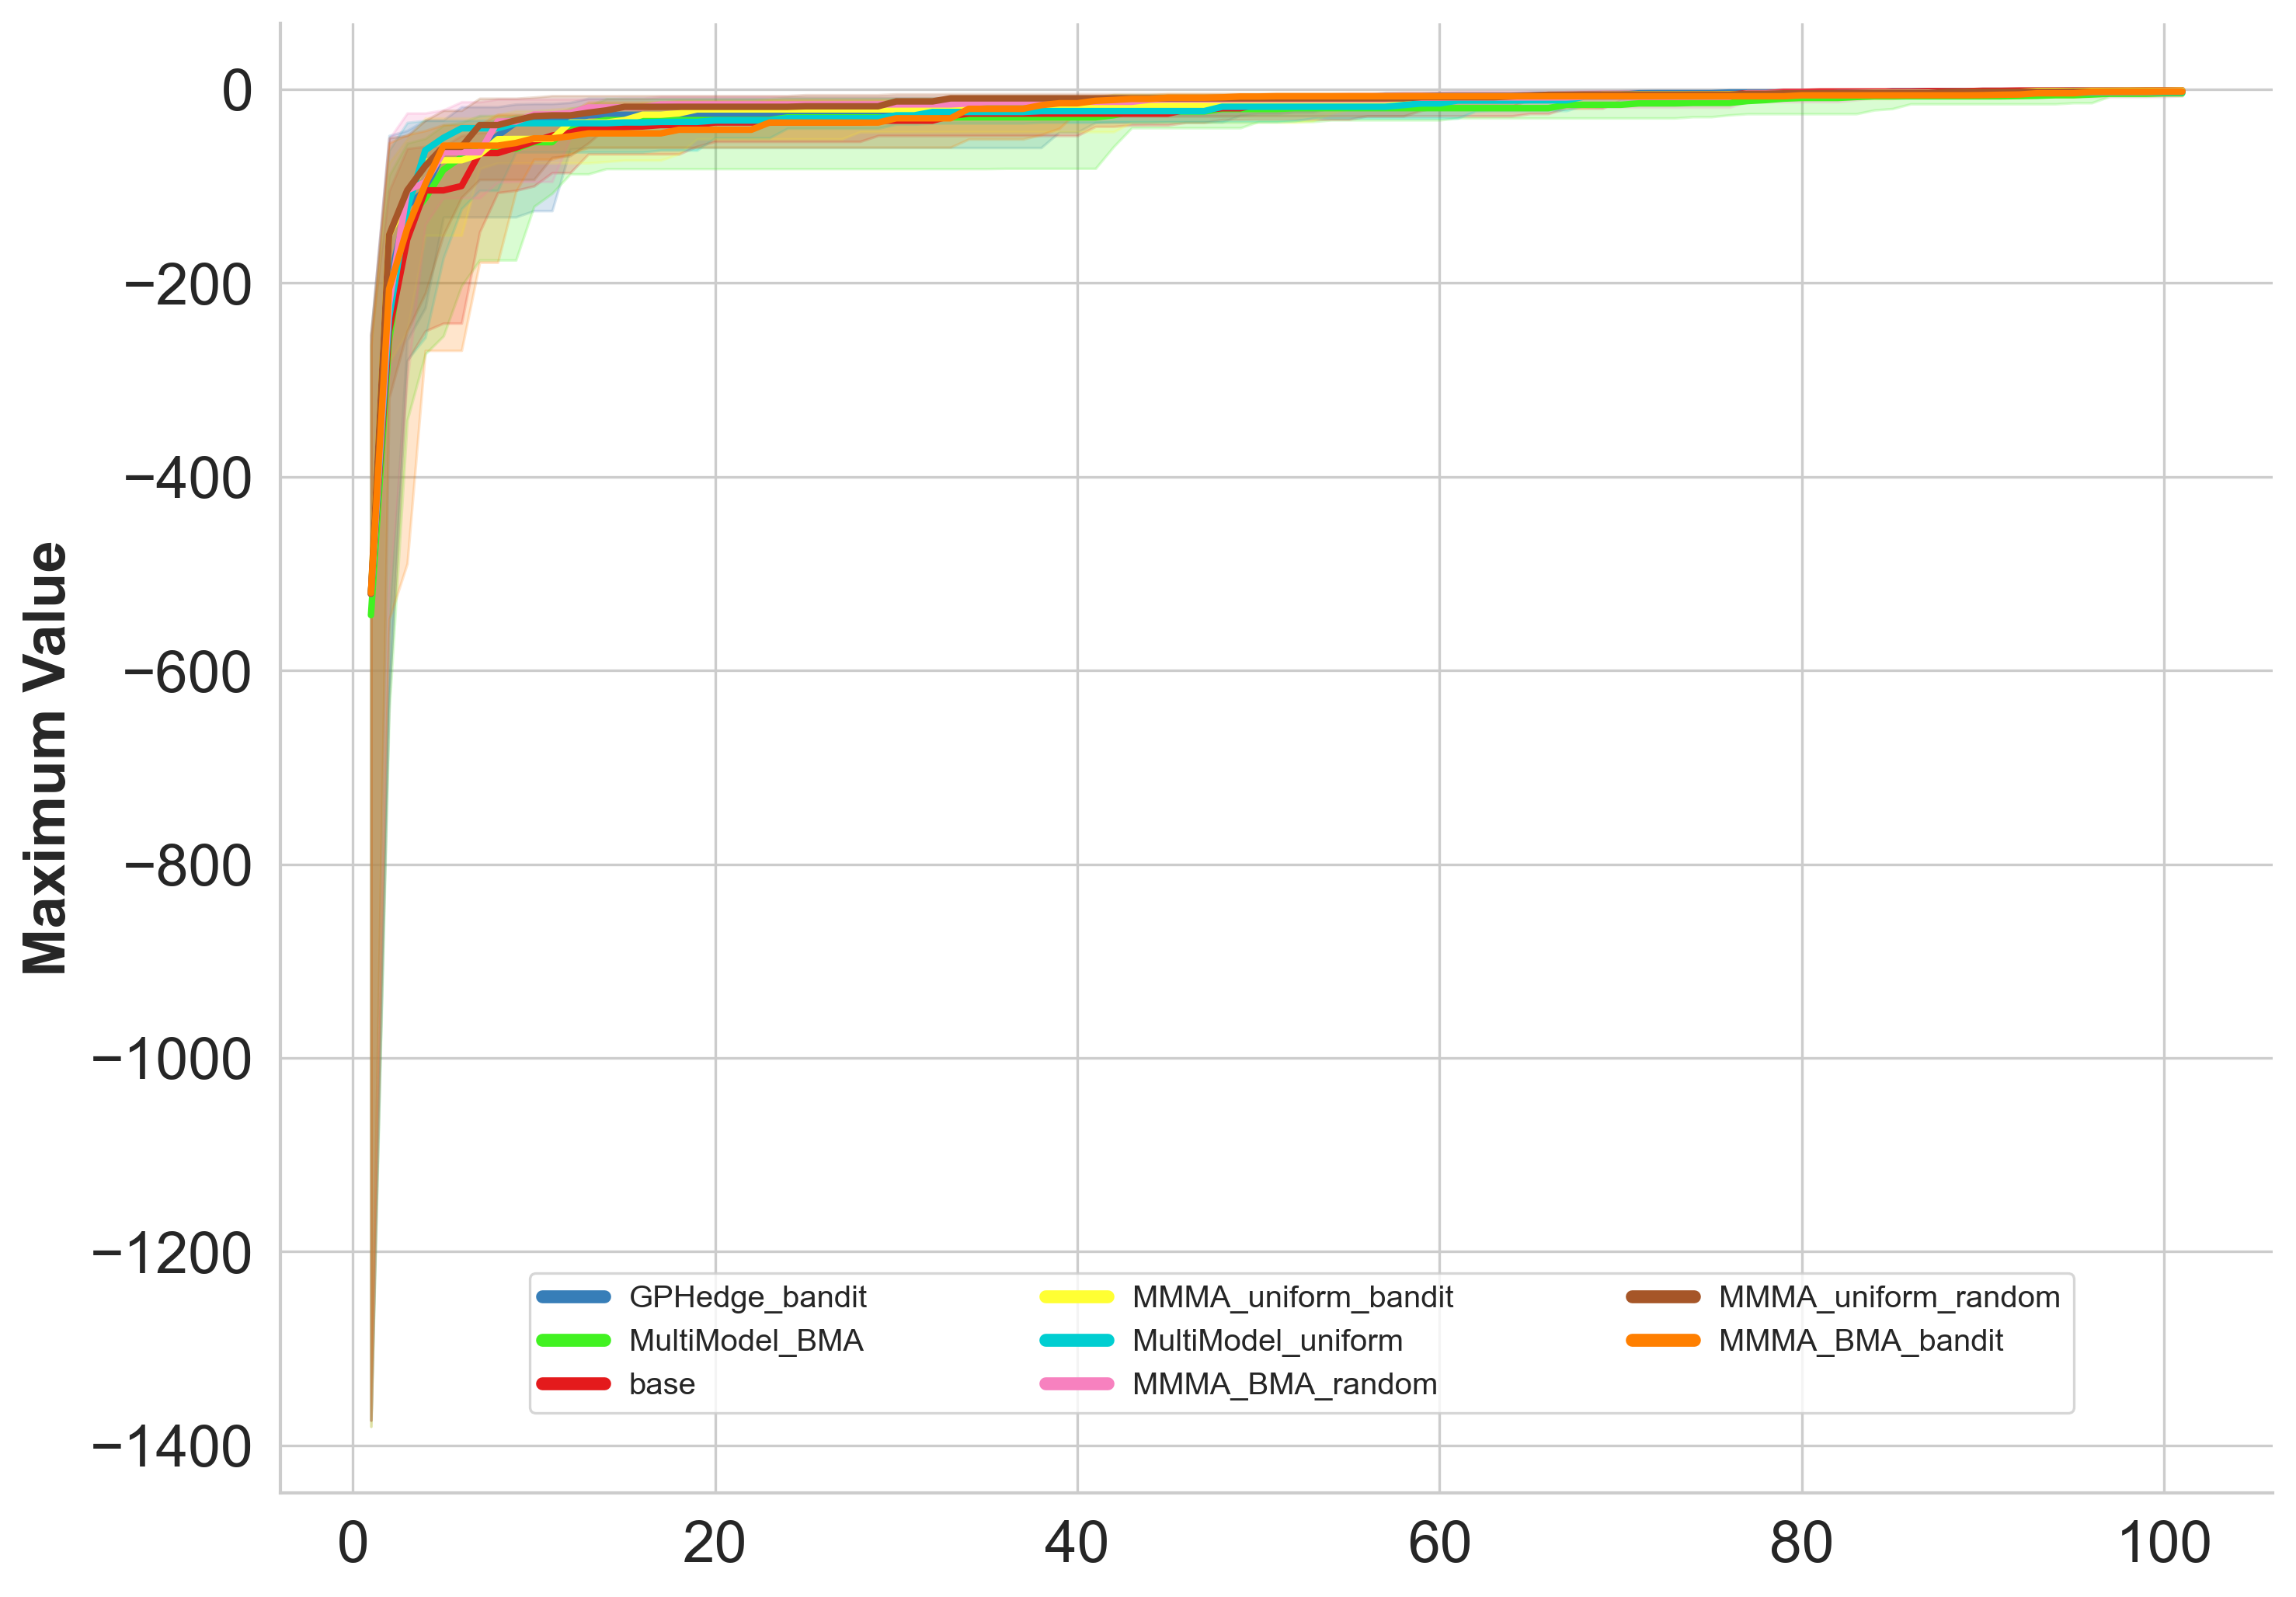 Maximum Value
0
−200
−400
−600
−800
−1000
−1200
−1400
GPHedge_bandit
MultiModel_BMA
base
MMMA_uniform_bandit
MultiModel_uniform
MMMA_BMA_random
MMMA_uniform_random
MMMA_BMA_bandit
0 20 40 60 80 100